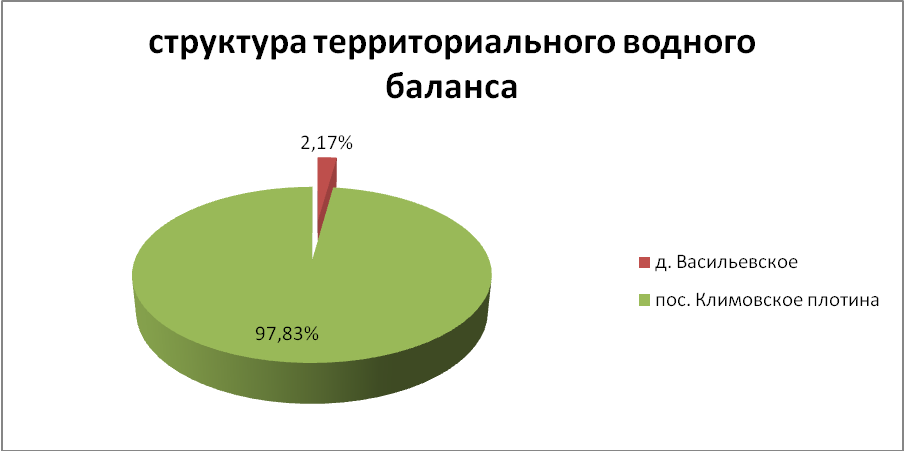 структура территориального водного
баланса
2,17%
97,83%
д. Васильевское
пос. Климовское плотина